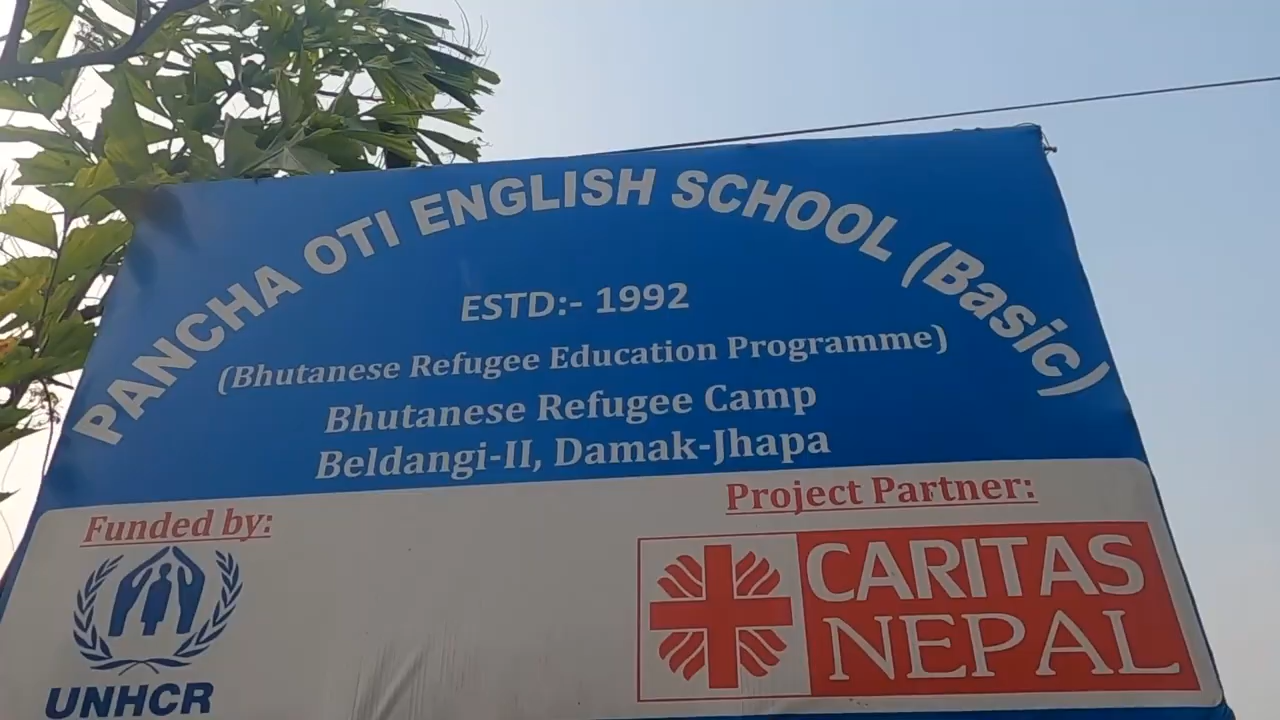 PANCHA OTI ENGLISH SCHOOL (Basic)
ESTD:- 1992
(Bhutanese Refugee Education Programme)
Bhutanese Refugee Camp
Beldangi-II, Damak-Jhapa
Funded by:
UNHCR
Project Partner:
CARITAS
NEPAL